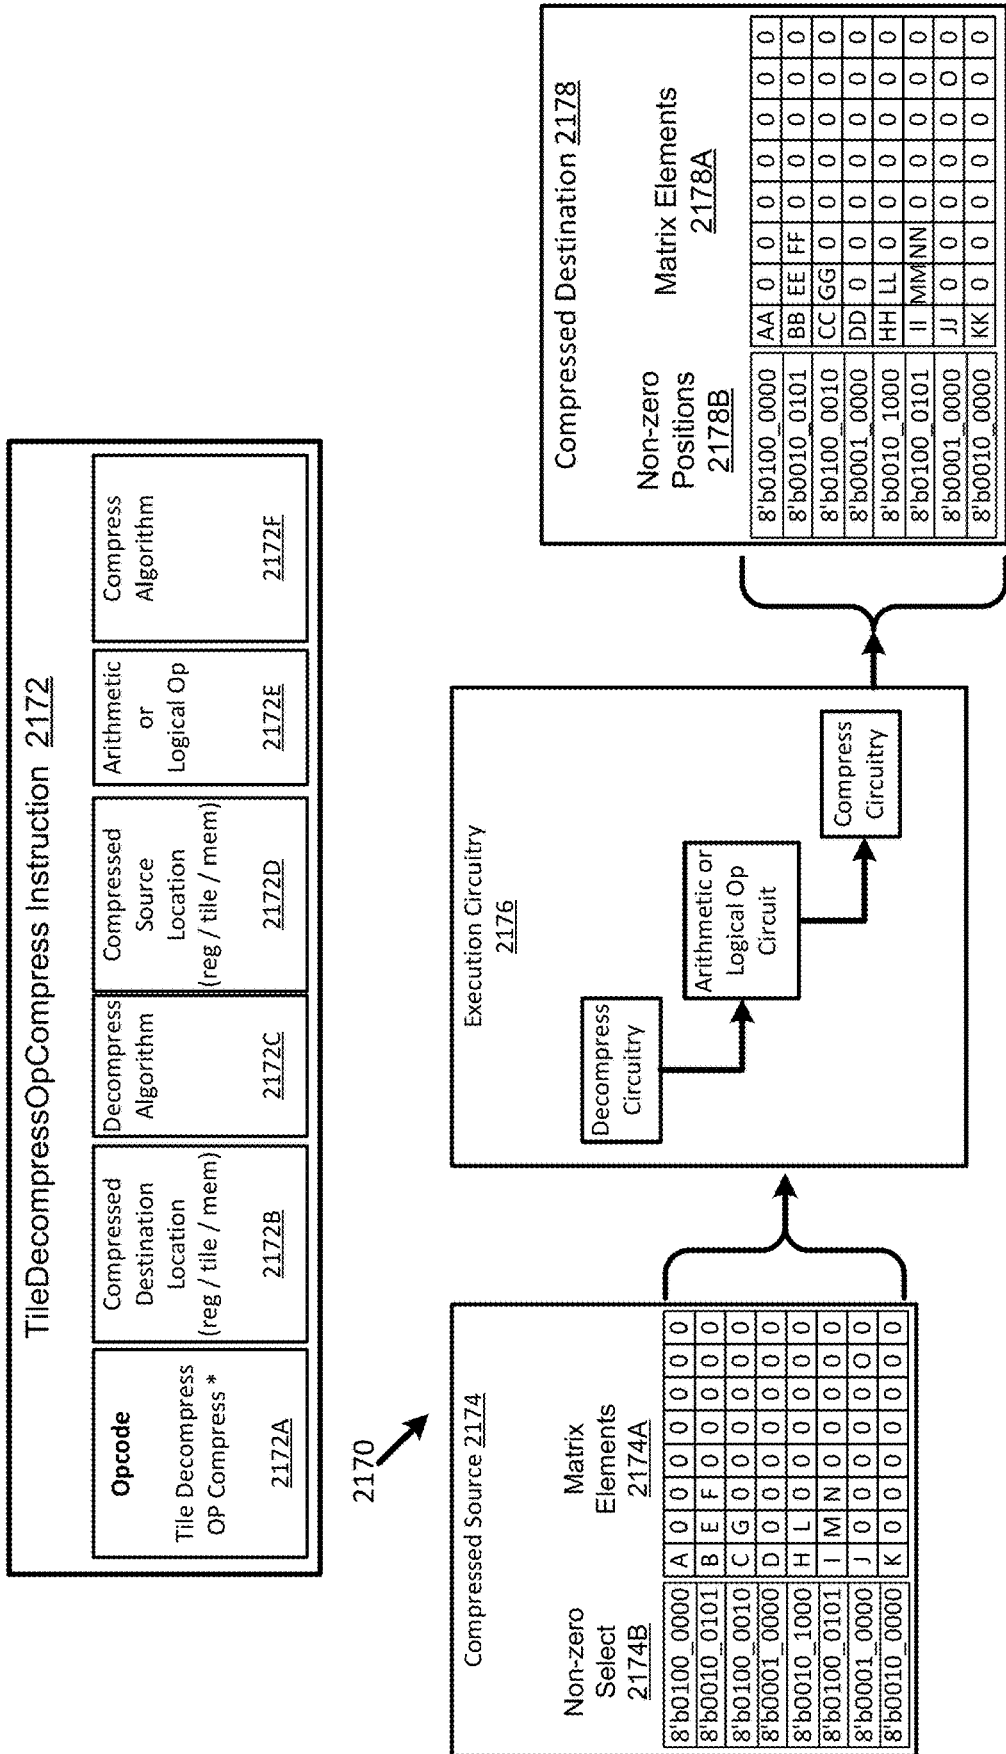 TileDecompressOpCompress Instruction 2172
Opcode
Tile Decompress
OP Compress *
2172A
Compressed
Destination
Location
(reg / tile / mem)
2172B
Decompress
Algorithm
2172C
Compressed
Source
Location
(reg / tile / mem)
2172D
Arithmetic
or
Logical Op
2172E
Compress
Algorithm
2172F
2170
Compressed Source 2174
Non-zero
Select
2174B
Matrix
Elements
2174A
8'b0100_0000 A 0 0 0 0 0 0 0
8'b0010_0101 B E F 0 0 0 0 0
8'b0100_0010 C G 0 0 0 0 0 0
8'b0001_0000 D 0 0 0 0 0 0 0
8'b0010_1000 H L 0 0 0 0 0 0
8'b0100_0101 I M N 0 0 0 0 0
8'b0001_0000 J 0 0 0 0 0 O 0
8'b0010_0000 K 0 0 0 0 0 0 0
Execution Circuitry
2176
Decompress
Circuitry
Arithmetic or
Logical Op
Circuit
Compress
Circuitry
Compressed Destination 2178
Non-zero
Positions
2178B
Matrix Elements
2178A
8'b0100_0000 AA 0 0 0 0 0 0 0
8'b0010_0101 BB EE FF 0 0 0 0 0
8'b0100_0010 CC GG 0 0 0 0 0 0
8'b0001_0000 DD 0 0 0 0 0 0 0
8'b0010_1000 HH LL 0 0 0 0 0 0
8'b0100_0101 II MM NN 0 0 0 0 0
8'b0001_0000 JJ 0 0 0 0 0 O 0
8'b0010_0000 KK 0 0 0 0 0 0 0